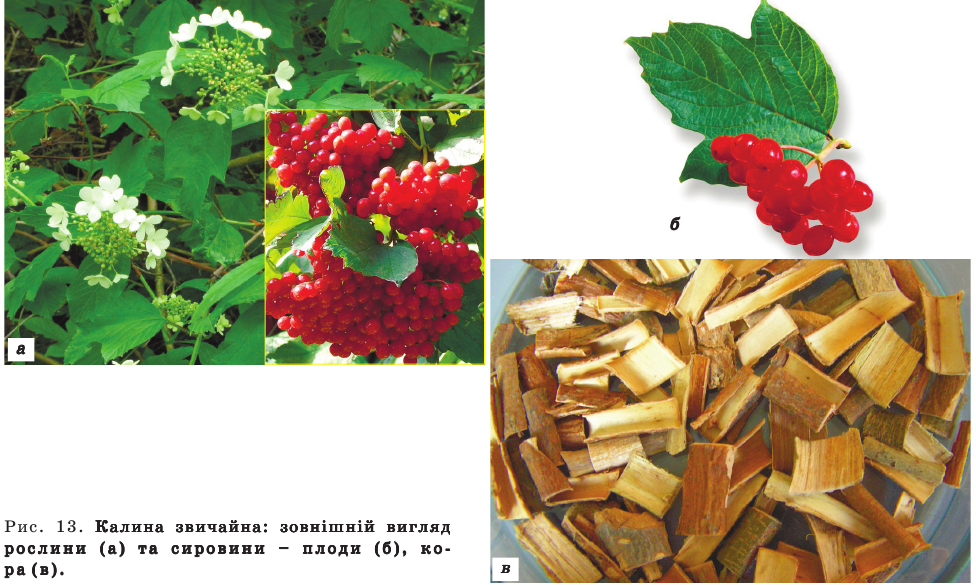 а
б
в
Рис. 13. Калина звичайна: зовнішній вигляд
рослини (а) та сировини – плоди (б), ко-
ра (в).